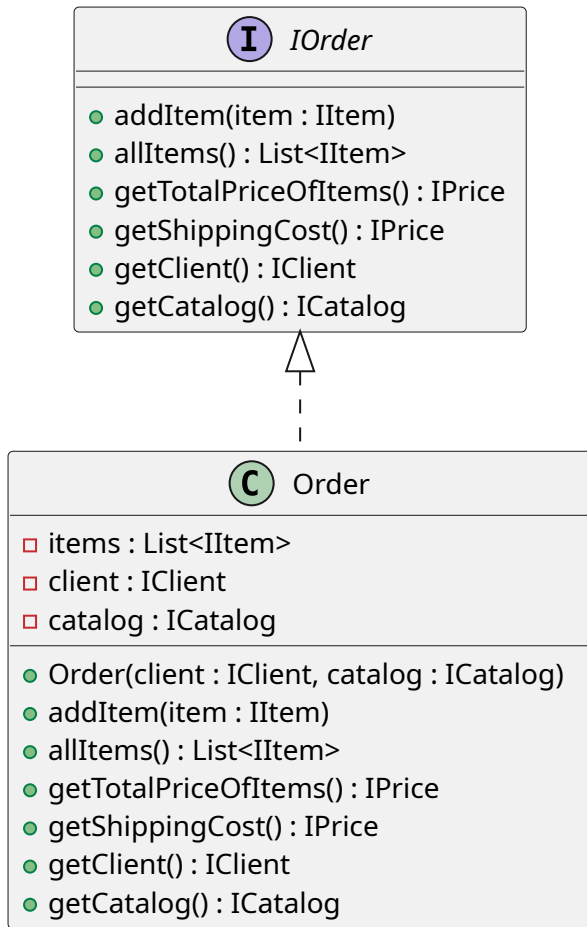 I IOrder
addItem(item : IItem)
allItems() : List<IItem>
getTotalPriceOfItems() : IPrice
getShippingCost() : IPrice
getClient() : IClient
getCatalog() : ICatalog
C Order
items : List<IItem>
client : IClient
catalog : ICatalog
Order(client : IClient, catalog : ICatalog)
addItem(item : IItem)
allItems() : List<IItem>
getTotalPriceOfItems() : IPrice
getShippingCost() : IPrice
getClient() : IClient
getCatalog() : ICatalog